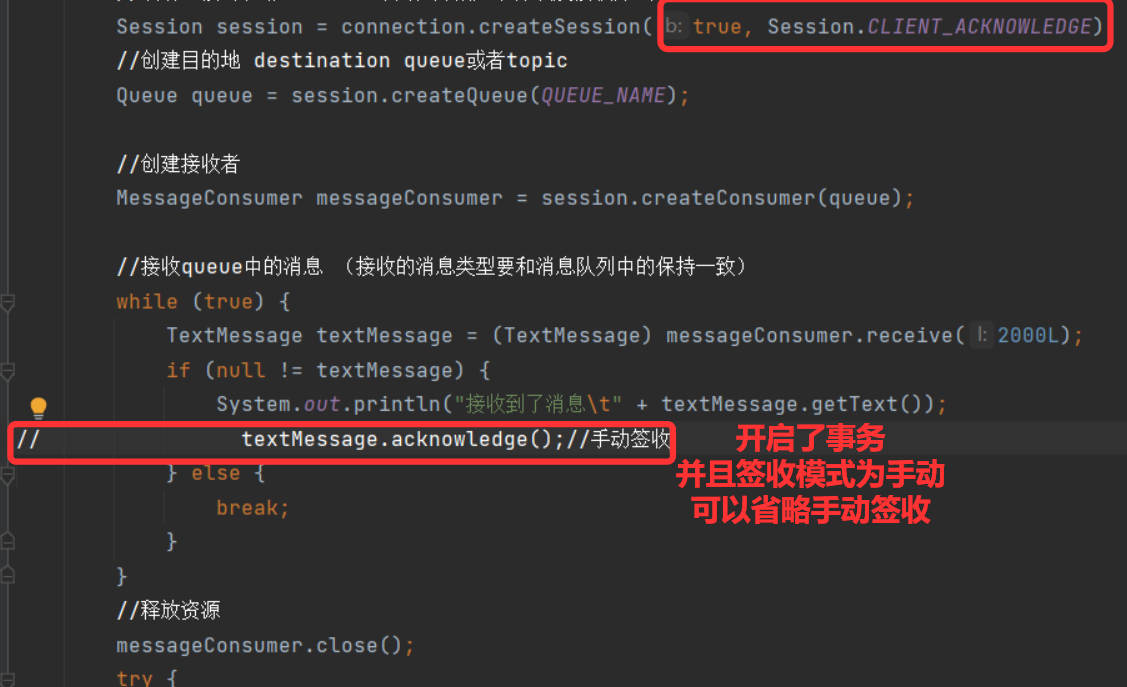 Session session = connection.createSession( b: true, Session.CLIENT_ACKNOWLEDGE)
//创建目的地 destination queue或者topic
Queue queue = session.createQueue(QUEUE_NAME);
//创建接收者
MessageConsumer messageConsumer = session.createConsumer(queue);
//接收queue中的消息 （接收的消息类型要和消息队列中的保持一致）
while (true) {
TextMessage textMessage = (TextMessage) messageConsumer.receive( l: 2000L);
if (null != textMessage) {
System.out.println("接收到了消息\t" + textMessage.getText());
// textMessage.acknowledge();//手动签收
开启了事务
并且签收模式为手动
可以省略手动签收
} else {
break;
}
}
//释放资源
messageConsumer.close();
try {